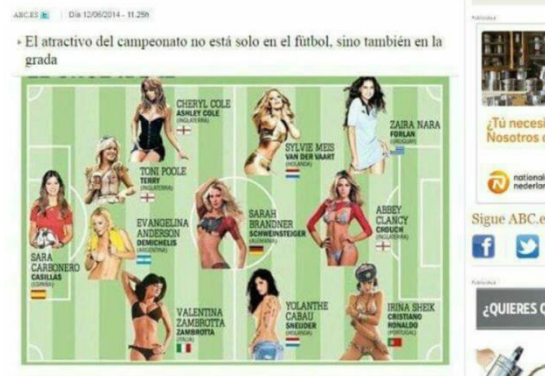 ABC.ES
Día 12/06/2014 - 11.25h
El atractivo del campeonato no está solo en el fútbol, sino también en la
grada
CHERYL COLE
ASHLEY COLE
(INGLATERRA)
SYLVIE MEIS
VAN DER VAART
(HOLANDA)
ZAIRA NARA
FORLAN
(URUGUAY)
TONI POOLE
TERRY
(INGLATERRA)
SARA
CARBONERO
CASILLAS
(ESPAÑA)
EVANGELINA
ANDERSON
DEMICHELIS
(ARGENTINA)
SARAH
BRANDNER
SCHWEINSTEIGER
(ALEMANIA)
ABBEY
CLANCY
CROUCH
(INGLATERRA)
VALENTINA
ZAMBROTTA
ZAMBROTTA
(ITALIA)
YOLANTHE
CABAU
SNEIJDER
(HOLANDA)
IRINA SHEIK
CRISTIANO
RONALDO
(PORTUGAL)
Publicidad
¿Tú necesi
Nosotros
national
nederlan
Sigue ABC.e
Publicidad
¿QUIERES